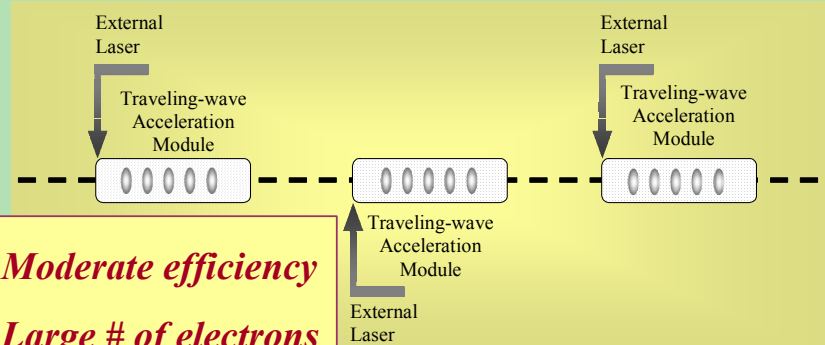 External
Laser
Traveling-wave
Acceleration
Module
External
Laser
Traveling-wave
Acceleration
Module
Traveling-wave
Acceleration
Module
External
Laser
Moderate efficiency
Large # of electrons